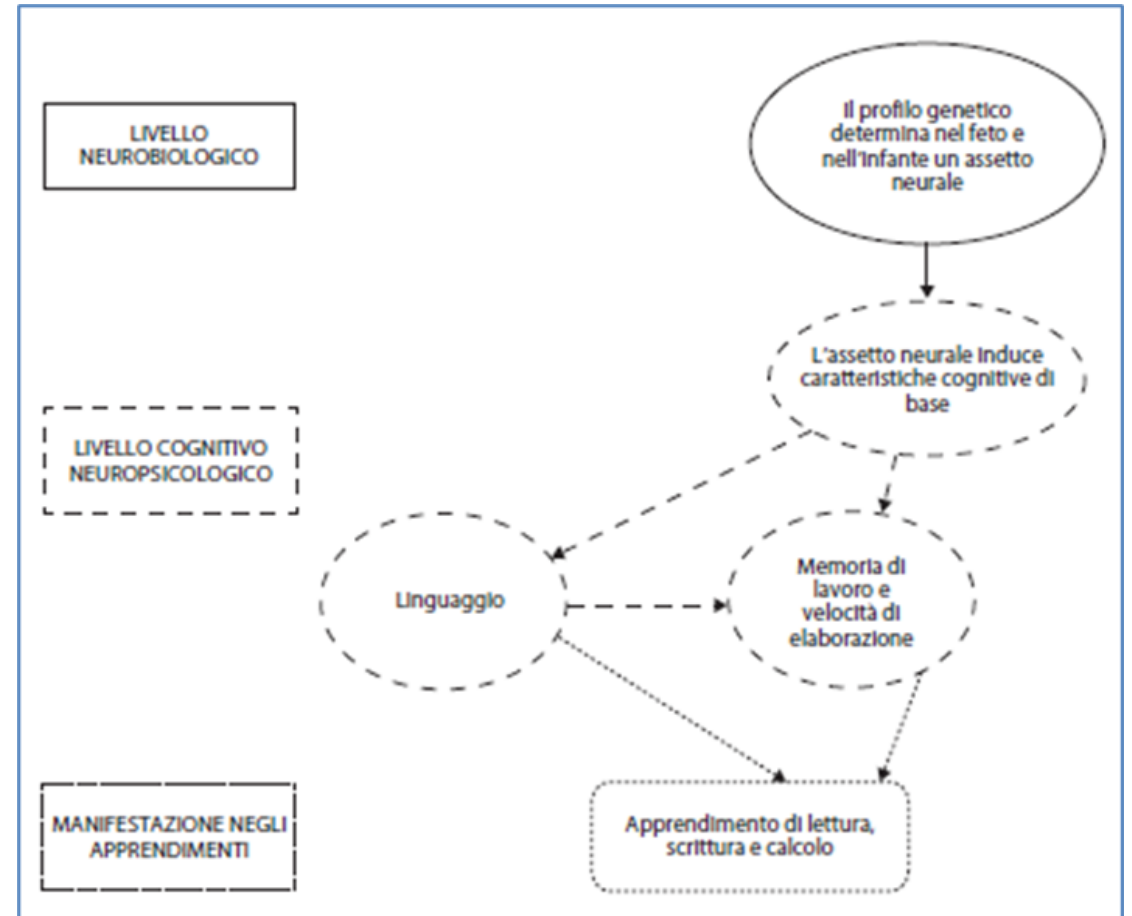 LIVELLO
NEUROBIOLOGICO
Il profilo genetico
determina nel feto e
nell'infante un assetto
neurale
L'assetto neurale induce
caratteristiche cognitive di
base
LIVELLO COGNITIVO
NEUROPSICOLOGICO
Linguaggio
Memoria di
lavoro e
velocità di
elaborazione
MANIFESTAZIONE NEGLI
APPRENDIMENTI
Apprendimento di lettura,
scrittura e calcolo